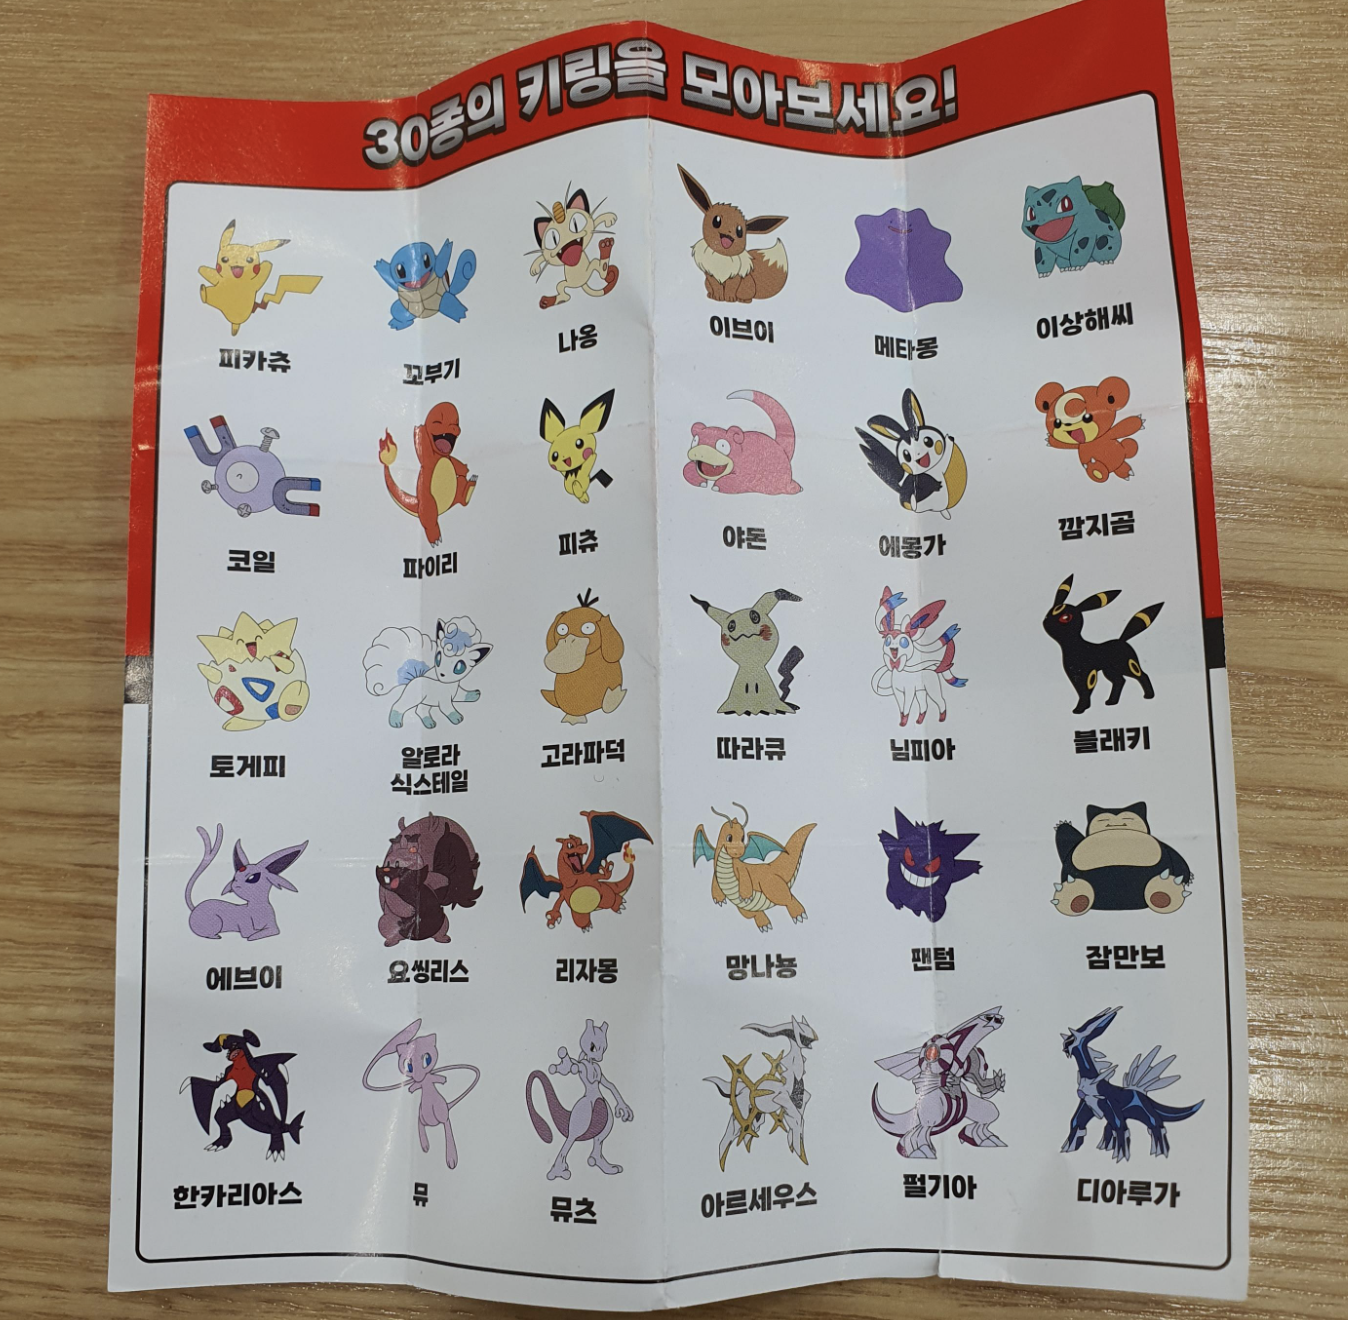 30종의 키링을 모아보세요!
피카츄
꼬부기
나옹
이브이
메타몽
이상해씨
코일
파이리
피츄
야돈
에몽가
깜지곰
토게피
알로라
식스테일
고라파덕
따라큐
님피아
블래키
에브이
요씽리스
리자몽
망나뇽
팬텀
잠만보
한카리아스
뮤
뮤츠
아르세우스
펄기아
디아루가